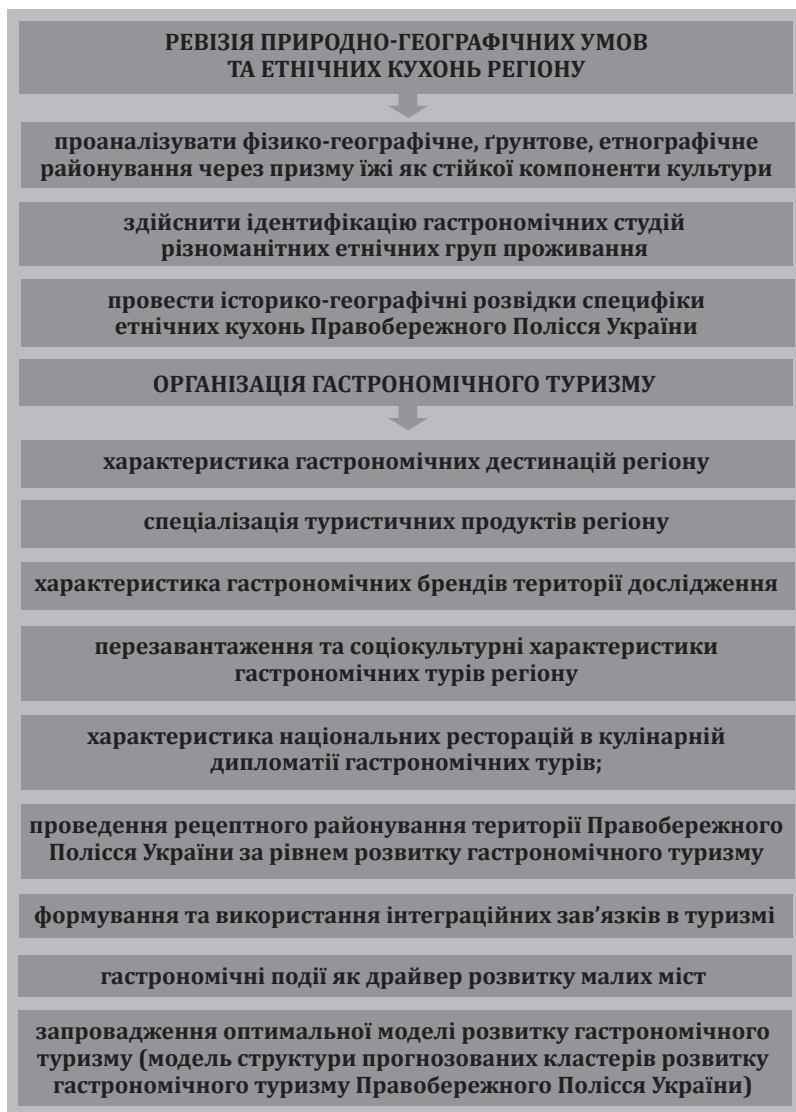 РЕВІЗІЯ ПРИРОДНО-ГЕОГРАФІЧНИХ УМОВ
ТА ЕТНІЧНИХ КУХОНЬ РЕГІОНУ
проаналізувати фізико-географічне, ґрунтове, етнографічне
районування через призму їжі як стійкої компоненти культури
здійснити ідентифікацію гастрономічних студій
різноманітних етнічних груп проживання
провести історико-географічні розвідки специфіки
етнічних кухонь Правобережного Полісся України
ОРГАНІЗАЦІЯ ГАСТРОНОМІЧНОГО ТУРИЗМУ
характеристика гастрономічних дестинацій регіону
спеціалізація туристичних продуктів регіону
характеристика гастрономічних брендів території дослідження
перезавантаження та соціокультурні характеристики
гастрономічних турів регіону
характеристика національних ресторацій в кулінарній
дипломатії гастрономічних турів;
проведення рецептного районування території Правобережного
Полісся України за рівнем розвитку гастрономічного туризму
формування та використання інтеграційних зав'язків в туризмі
гастрономічні події як драйвер розвитку малих міст
запровадження оптимальної моделі розвитку гастрономічного
туризму (модель структури прогнозованих кластерів розвитку
гастрономічного туризму Правобережного Полісся України)